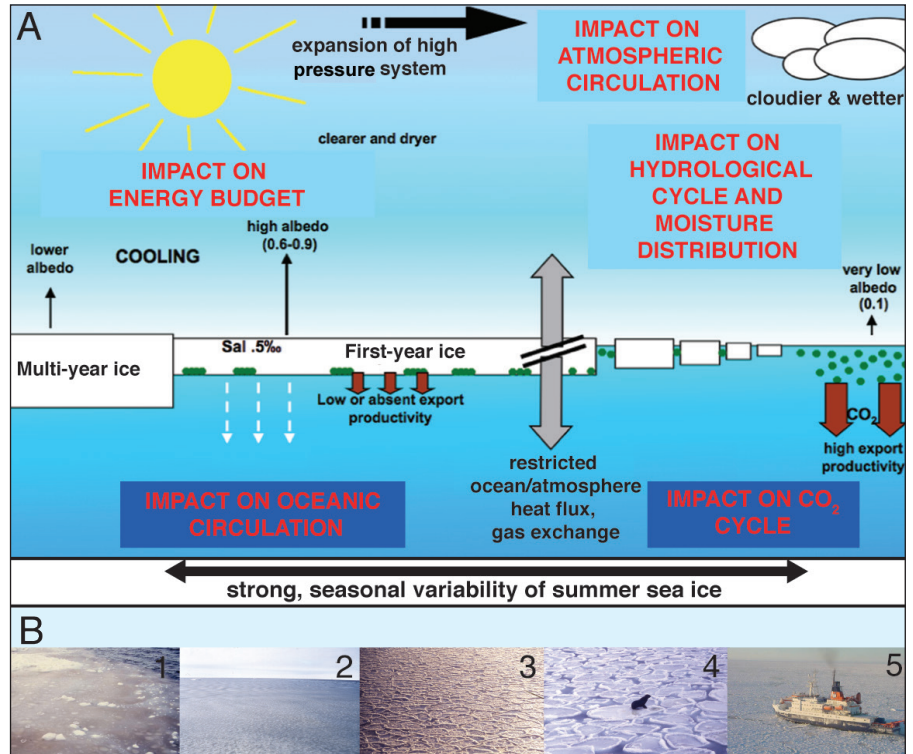 A
expansion of high
pressure system
IMPACT ON
ATMOSPHERIC
CIRCULATION
cloudier & wetter
clearer and dryer
IMPACT ON
ENERGY BUDGET
IMPACT ON
HYDROLOGICAL
CYCLE AND
MOISTURE
DISTRIBUTION
lower
albedo
COOLING
high albedo
(0.6-0.9)
very low
albedo
(0.1)
Multi-year ice
Sal .5‰
First-year ice
Low or absent export
productivity
CO₂
high export
productivity
restricted
ocean/atmosphere
heat flux,
gas exchange
IMPACT ON OCEANIC
CIRCULATION
IMPACT ON CO₂
CYCLE
strong, seasonal variability of summer sea ice
B
1
2
3
4
5